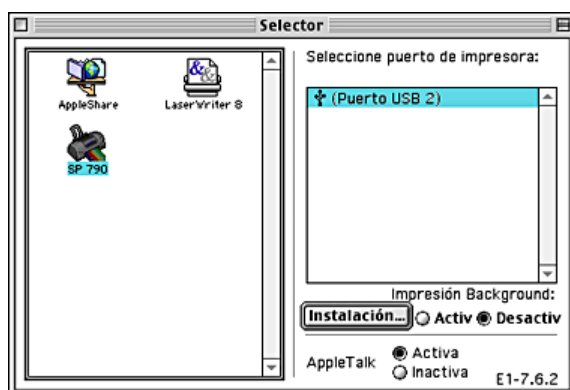 Selector
AppleShare
LaserWriter 8
SP 790
Seleccione puerto de impresora:
(Puerto USB 2)
Impresión Background:
Instalación... Activ Desactiv
AppleTalk Activa
Inactiva
E1-7.6.2